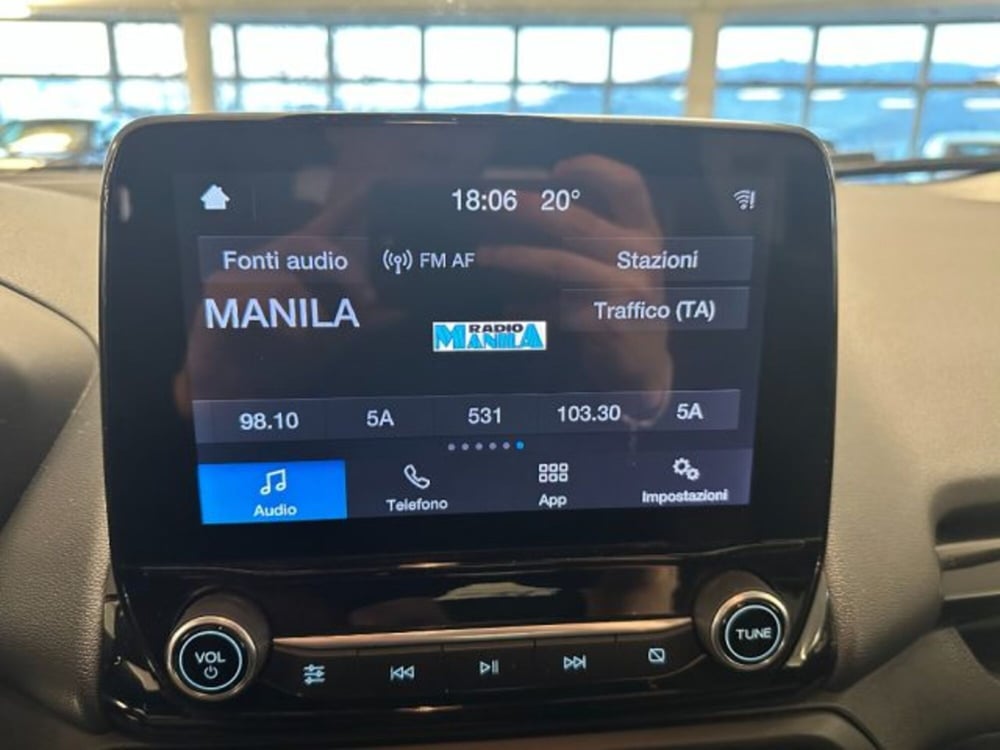 18:06 20°
Fonti audio FM AF Stazioni
MANILA Traffico (TA)
RADIO
MANILA
98.10 5A 531 103.30 5A
Audio Telefono App Impostazioni
VOL TUNE